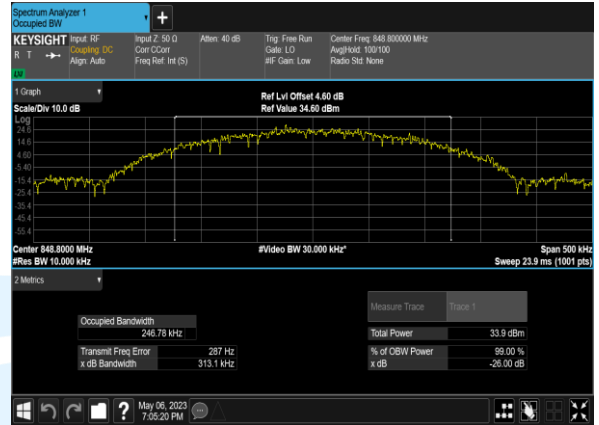 Spectrum Analyzer 1
Occupied BW
+
KEYSIGHT Input: RF Input Z: 50 Ω Atten: 40 dB Trig: Free Run Center Freq: 848.800000 MHz
R T Coupling: DC Corr CCorr Gate: LO Avg|Hold: 100/100
Align: Auto Freq Ref: Int (S) #IF Gain: Low Radio Std: None
LW
1 Graph
Ref Lvl Offset 4.60 dB
Scale/Div 10.0 dB Ref Value 34.60 dBm
Log
24.6
14.6
4.60
-5.40
-15.4
-25.4
-35.4
-45.4
-55.4
Center 848.8000 MHz #Video BW 30.000 kHz* Span 500 kHz
#Res BW 10.000 kHz Sweep 23.9 ms (1001 pts)
2 Metrics
Measure Trace Trace 1
Occupied Bandwidth
246.78 kHz
Total Power 33.9 dBm
Transmit Freq Error 287 Hz % of OBW Power 99.00 %
x dB Bandwidth 313.1 kHz x dB -26.00 dB
? May 06, 2023
7:05:20 PM